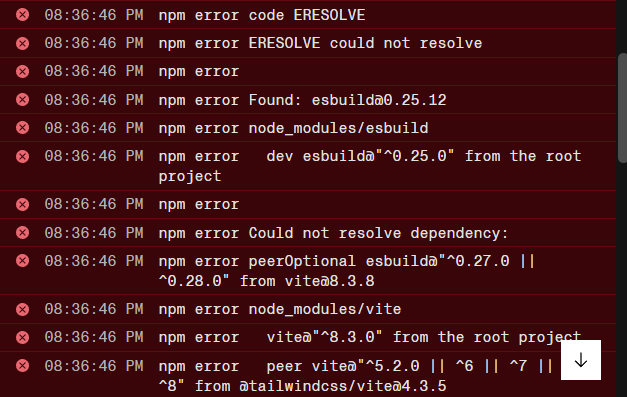 08:36:46 PM npm error code ERESOLVE
08:36:46 PM npm error ERESOLVE could not resolve
08:36:46 PM npm error
08:36:46 PM npm error Found: esbuild@0.25.12
08:36:46 PM npm error node_modules/esbuild
08:36:46 PM npm error   dev esbuild@"^0.25.0" from the root
project
08:36:46 PM npm error
08:36:46 PM npm error Could not resolve dependency:
08:36:46 PM npm error peerOptional esbuild@"^0.27.0 ||
^0.28.0" from vite@8.3.8
08:36:46 PM npm error node_modules/vite
08:36:46 PM npm error   vite@"^8.3.0" from the root project
08:36:46 PM npm error   peer vite@"^5.2.0 || ^6 || ^7 ||
^8" from @tailwindcss/vite@4.3.5